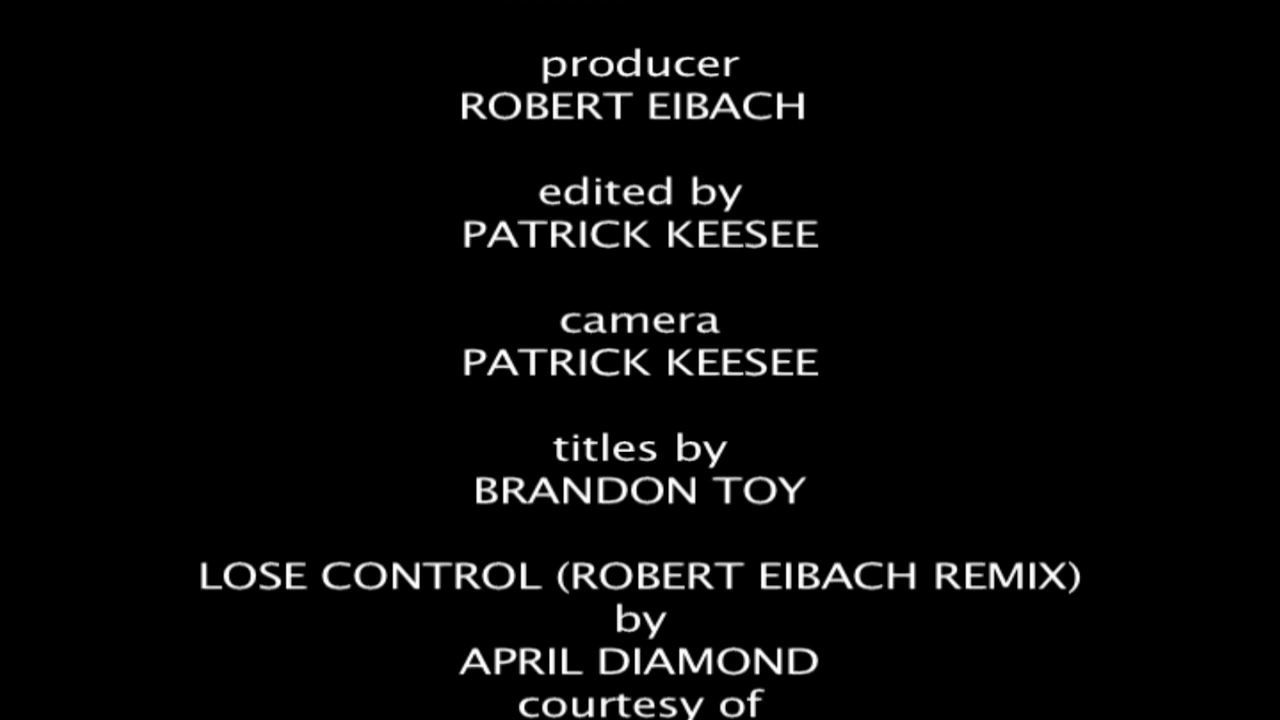 producer
ROBERT EIBACH
edited by
PATRICK KEESEE
camera
PATRICK KEESEE
titles by
BRANDON TOY
LOSE CONTROL (ROBERT EIBACH REMIX)
by
APRIL DIAMOND
courtesy of